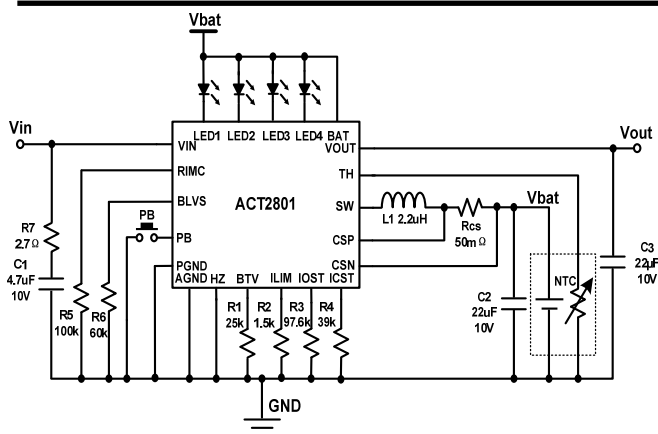 Vbat
LED1 LED2 LED3 LED4 BAT
Vin
VIN
VOUT
Vout
RIMC
TH
BLVS
ACT2801
SW
L1 2.2uH
Rcs
50mΩ
Vbat
PB
PB
CSP
R7
2.7Ω
C1
4.7uF
10V
PGND
AGND
HZ BTV ILIM IOST ICST
CSN
NTC
C3
22µF
10V
C2
22uF
10V
R5
100k
R6
60k
R1
25k
R2
1.5k
R3
97.6k
R4
39k
GND